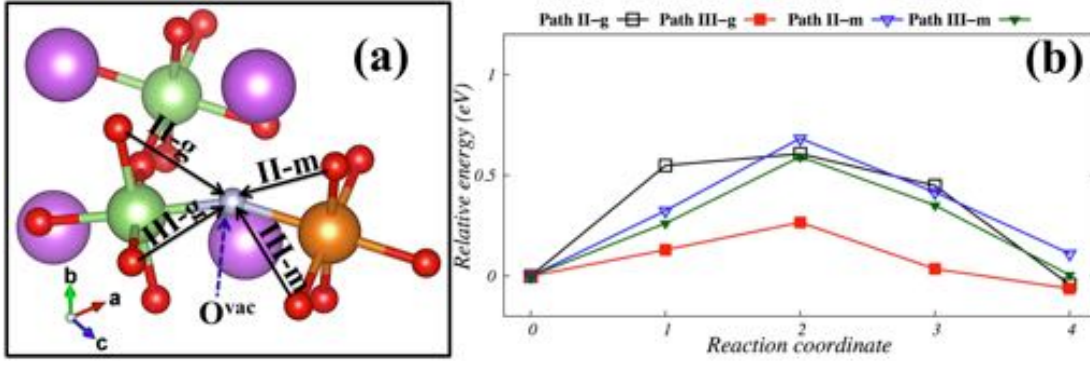 (a)
II-g
II-m
III-g
III-m
O^vac
b
a
c
Path II-g Path III-g Path II-m Path III-m
(b)
Relative energy (eV)
1
0.5
0
0 1 2 3 4
Reaction coordinate